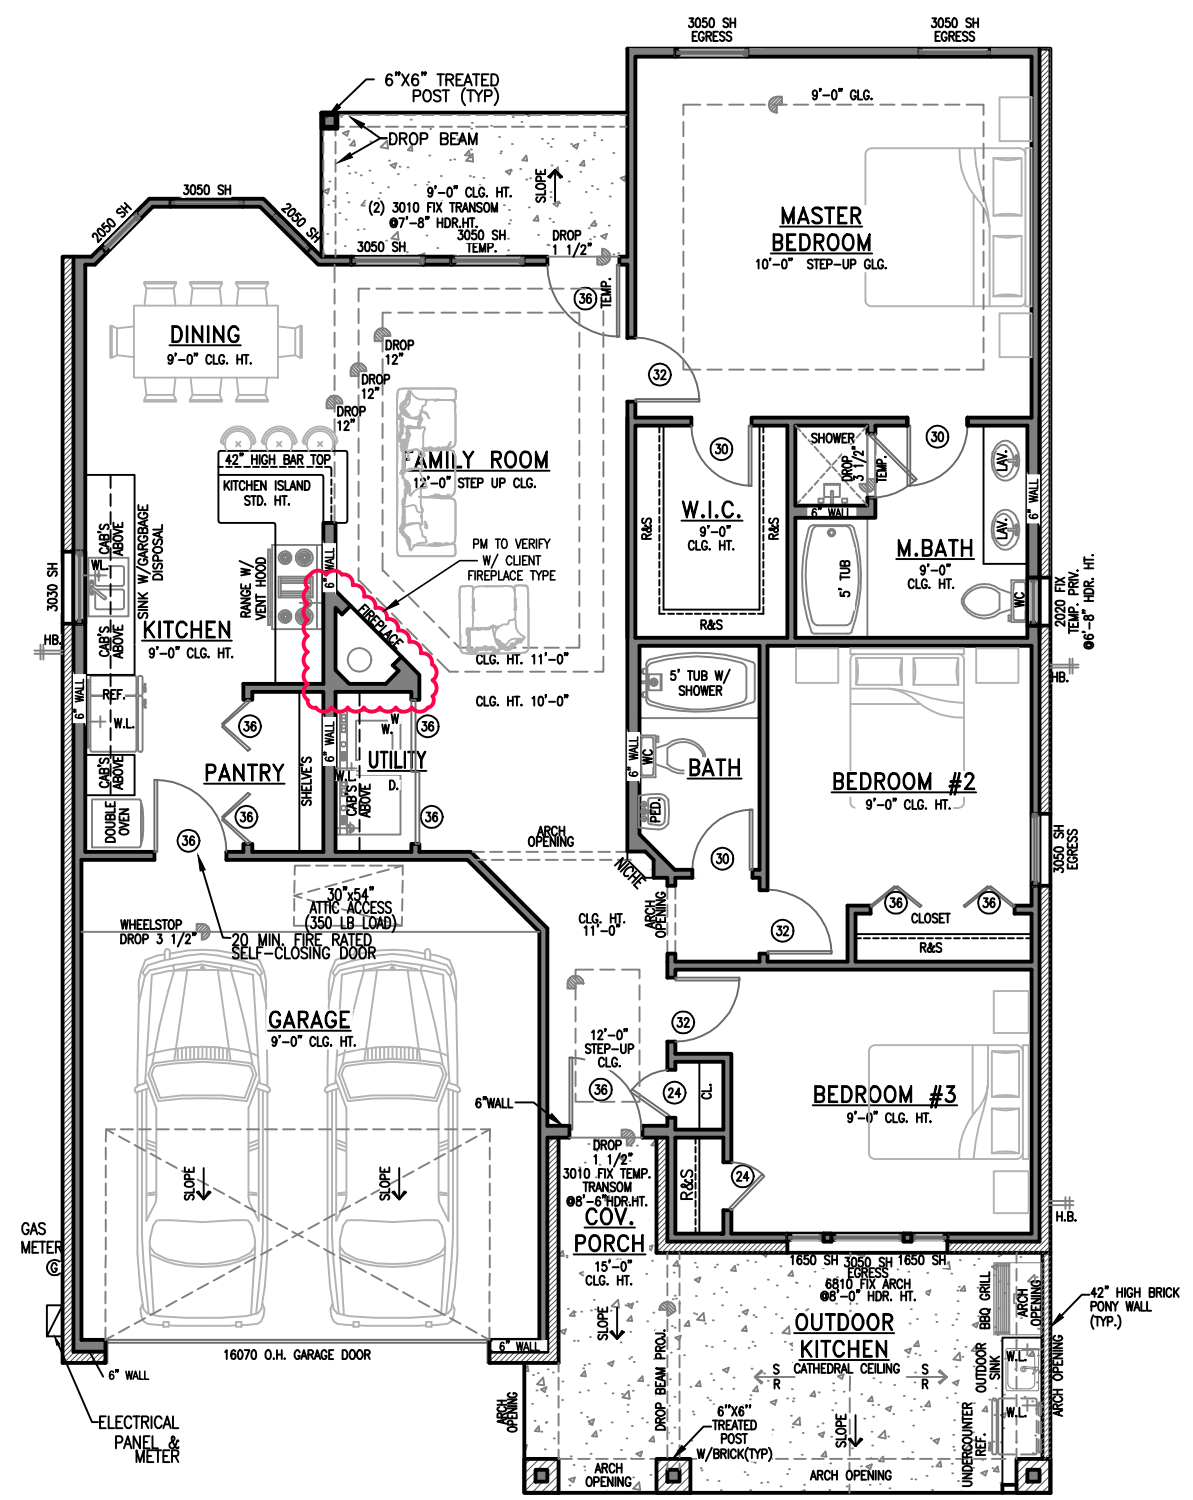 3050 SH
EGRESS
3050 SH
EGRESS
6"X6" TREATED
POST (TYP)
DROP BEAM
9'-0" GLG.
SLOPE
9'-0" CLG. HT.
(2) 3010 FIX TRANSOM
@7'-8" HDR.HT.
3050 SH
2050 SH
2050 SH
3050 SH
3050 SH
TEMP.
DROP
1 1/2"
MASTER
BEDROOM
10'-0" STEP-UP GLG.
36
TEMP.
DINING
9'-0" CLG. HT.
DROP
12"
DROP
12"
DROP
12"
32
42" HIGH BAR TOP
KITCHEN ISLAND
STD. HT.
FAMILY ROOM
12'-0" STEP UP CLG.
30
SHOWER
DROP
3 1/2"
TEMP.
30
LAV.
LAV.
6" WALL
6" WALL
R&S
W.I.C.
9'-0"
CLG. HT.
R&S
R&S
M.BATH
9'-0"
CLG. HT.
5' TUB
WC
2020 FIX
TEMP. PRIV.
@6'-8" HDR. HT.
CAB'S
ABOVE
SINK W/GARGBAGE
DISPOSAL
W.L.
3030 SH
HB.
RANGE W/
VENT HOOD
6" WALL
PM TO VERIFY
W/ CLIENT
FIREPLACE TYPE
FIREPLACE
KITCHEN
9'-0" CLG. HT.
CAB'S
ABOVE
CLG. HT. 11'-0"
CLG. HT. 10'-0"
5' TUB W/
SHOWER
HB.
6" WALL
REF.
W.L.
36
PANTRY
SHELVE'S
6" WALL
W
W.
36
UTILITY
W.L.
D.
CAB'S
ABOVE
36
36
CAB'S
ABOVE
DOUBLE
OVEN
36
6" WALL
WC
BATH
PED.
30
BEDROOM #2
9'-0" CLG. HT.
3050 SH
EGRESS
ARCH
OPENING
NICHE
ARCH
OPENING
36
CLOSET
36
R&S
32
30"x54"
ATTIC ACCESS
(350 LB LOAD)
WHEELSTOP
DROP 3 1/2"
20 MIN. FIRE RATED
SELF-CLOSING DOOR
CLG. HT.
11'-0"
GARAGE
9'-0" CLG. HT.
12'-0"
STEP-UP
CLG.
32
36
24
CL.
BEDROOM #3
9'-0" CLG. HT.
6"WALL
DROP
1 1/2"
3010 FIX TEMP.
TRANSOM
@8'-6"HDR.HT.
R&S
24
SLOPE
SLOPE
H.B.
COV.
PORCH
15'-0"
CLG. HT.
GAS
METER
G
1650 SH
3050 SH
EGRESS
1650 SH
6810 FIX ARCH
@8'-0" HDR. HT.
BBQ GRILL
ARCH
OPENING
42" HIGH BRICK
PONY WALL
(TYP.)
SLOPE
DROP BEAM PROJ.
OUTDOOR
KITCHEN
CATHEDRAL CEILING
S
R
S
R
OUTDOOR
SINK
W.L.
W.L.
ARCH OPENING
UNDERCOUNTER
REF.
6" WALL
16070 O.H. GARAGE DOOR
6" WALL
ARCH
OPENING
6"X6"
TREATED
POST
W/BRICK(TYP)
SLOPE
ELECTRICAL
PANEL &
METER
ARCH
OPENING
ARCH OPENING